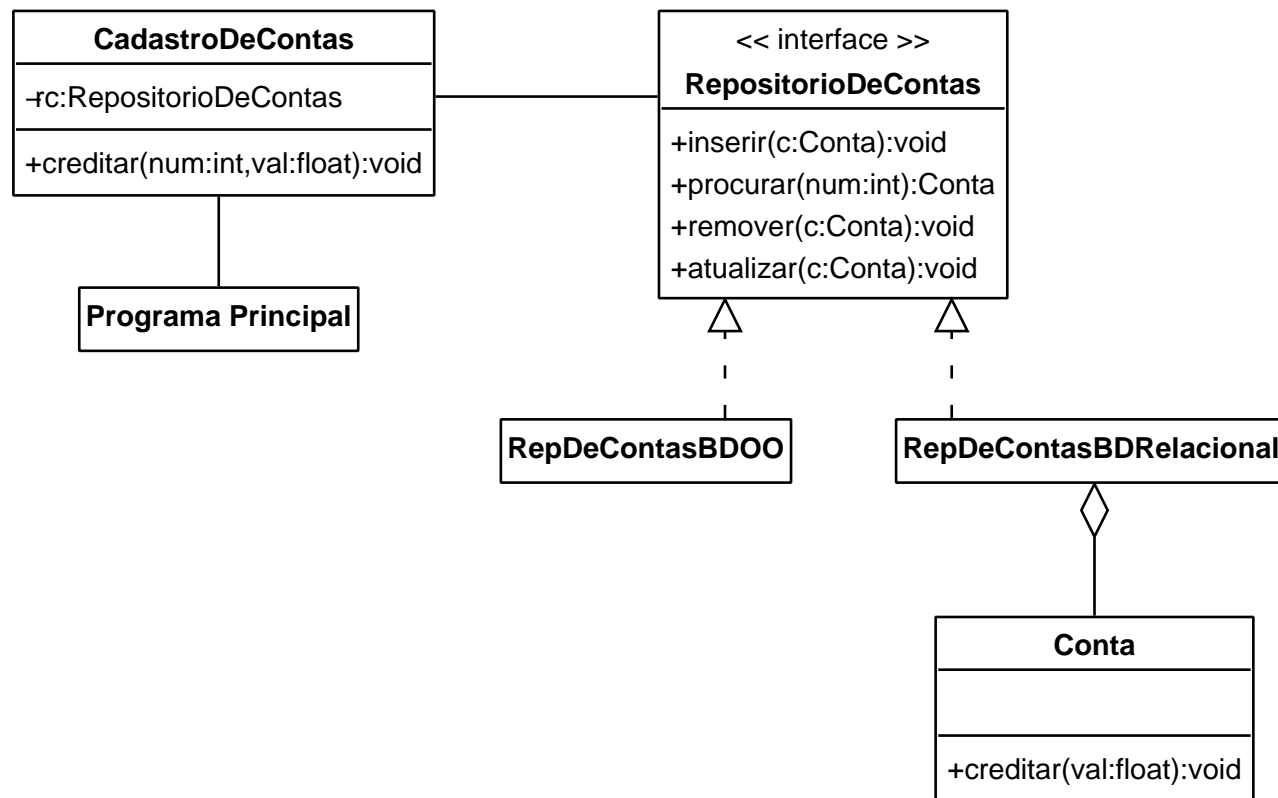 CadastroDeContas
-rc:RepositorioDeContas
+creditar(num:int,val:float):void
Programa Principal
<< interface >>
RepositorioDeContas
+inserir(c:Conta):void
+procurar(num:int):Conta
+remover(c:Conta):void
+atualizar(c:Conta):void
RepDeContasBDOO
RepDeContasBDRelacional
Conta
+creditar(val:float):void